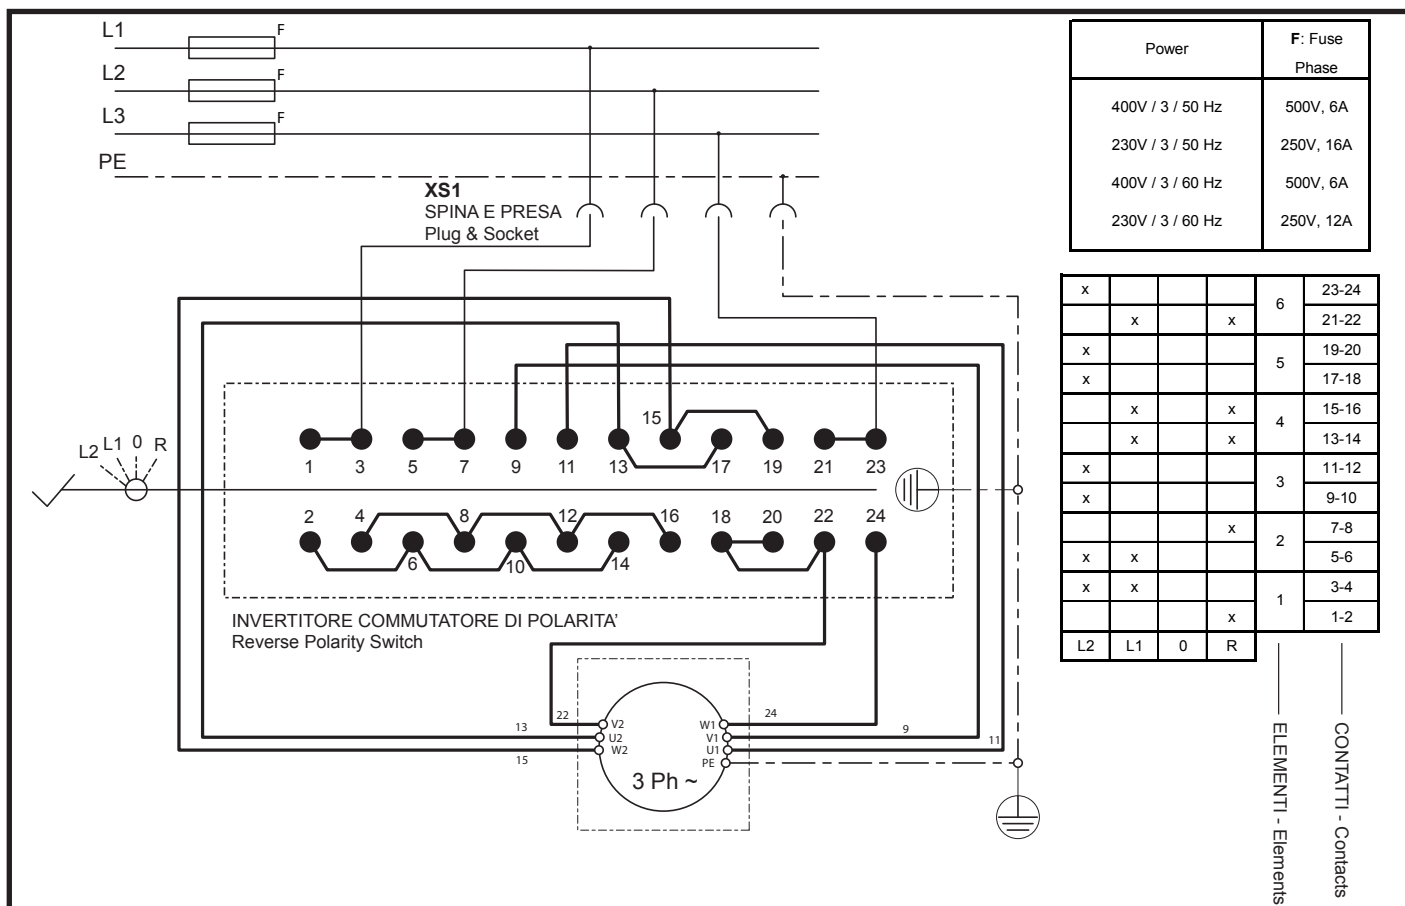 L1 F
L2 F
L3 F
PE
XS1
SPINA E PRESA
Plug & Socket
Power F: Fuse
Phase
400V / 3 / 50 Hz 500V, 6A
230V / 3 / 50 Hz 250V, 16A
400V / 3 / 60 Hz 500V, 6A
230V / 3 / 60 Hz 250V, 12A
15
1 3 5 7 9 11 13 17 19 21 23
L2 L1 0 R
2 4 8 12 16 18 20 22 24
6 10 14
INVERTITORE COMMUTATORE DI POLARITA'
Reverse Polarity Switch
22 V2 W1 24
13 U2 V1 9
15 W2 U1 11
PE
3 Ph ~
x 6 23-24
x x 21-22
x 5 19-20
x 17-18
x x 4 15-16
x x 13-14
x 3 11-12
x 9-10
x 2 7-8
x x 5-6
x x 1 3-4
x 1-2
L2 L1 0 R
ELEMENTI - Elements
CONTATTI - Contacts